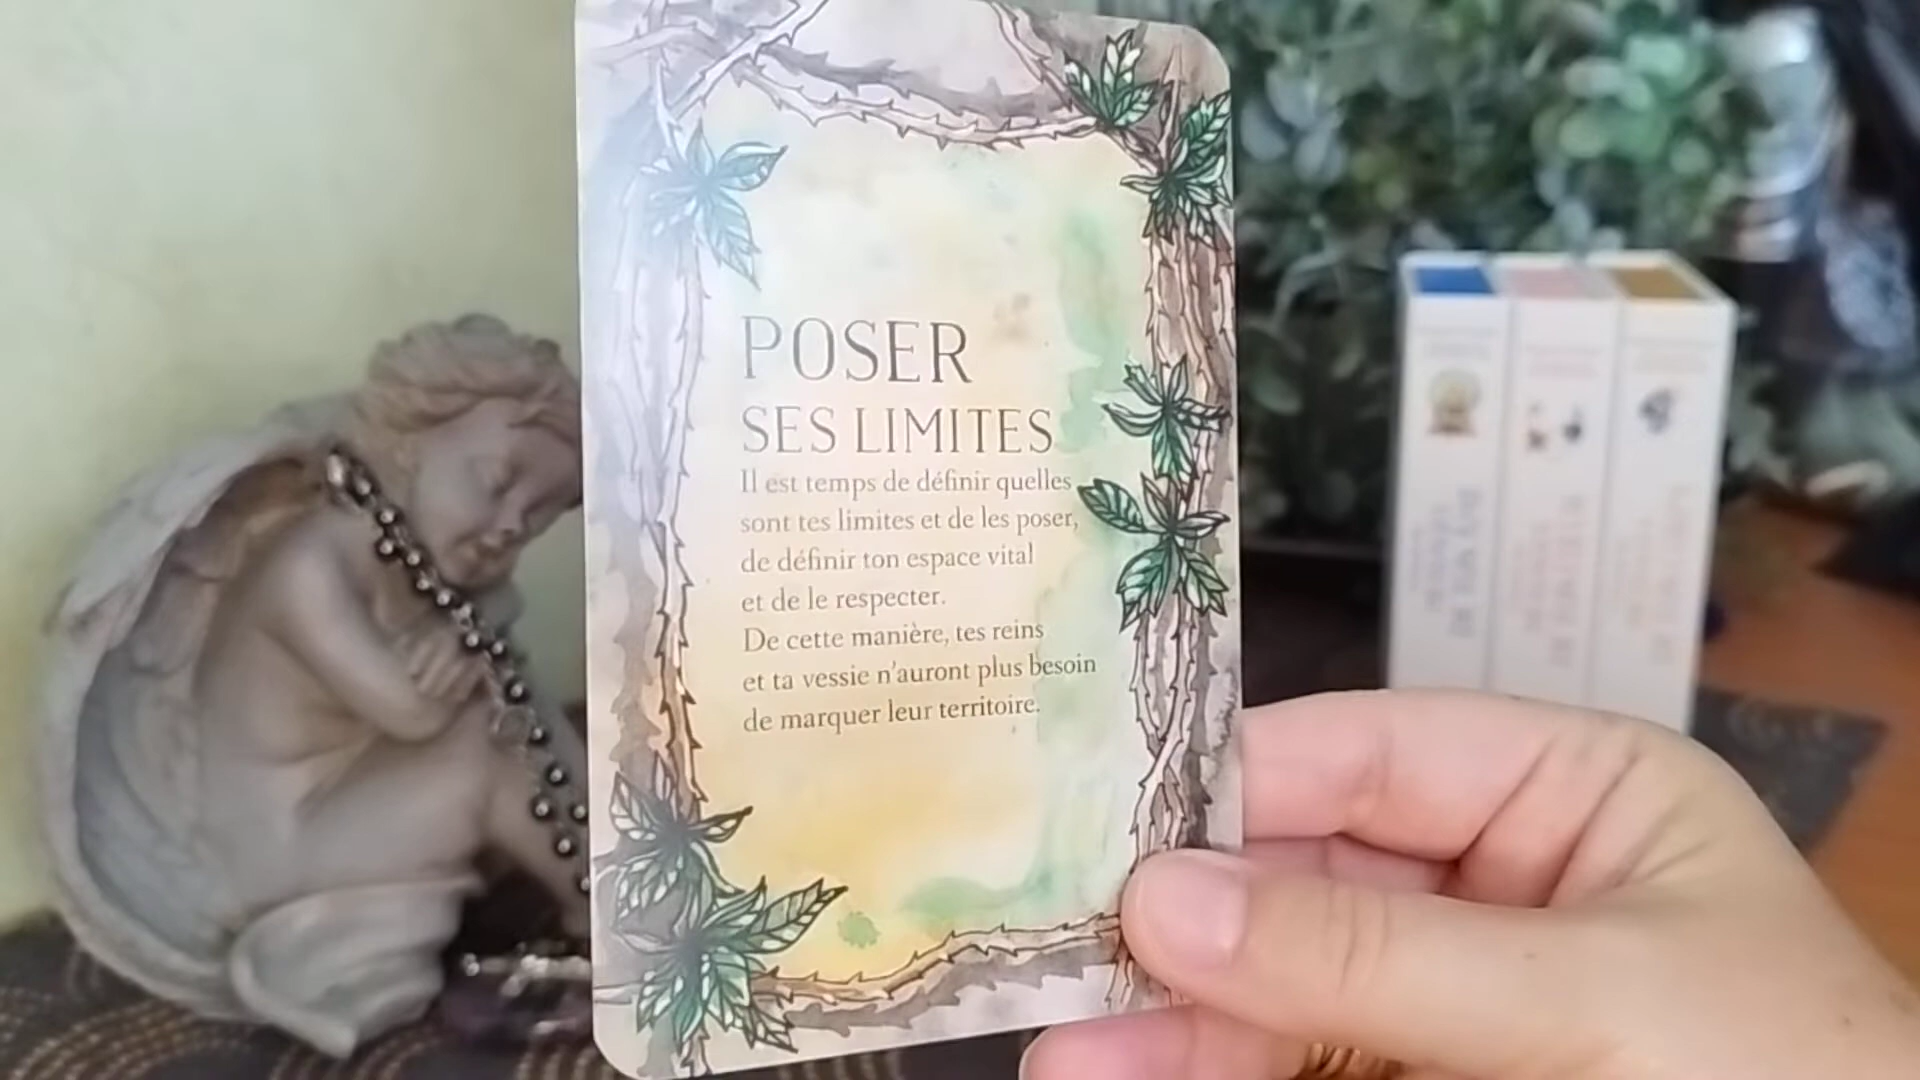 POSER
SES LIMITES
Il est temps de définir quelles
sont tes limites et de les poser,
de définir ton espace vital
et de le respecter.
De cette manière, tes reins
et ta vessie n'auront plus besoin
de marquer leur territoire.